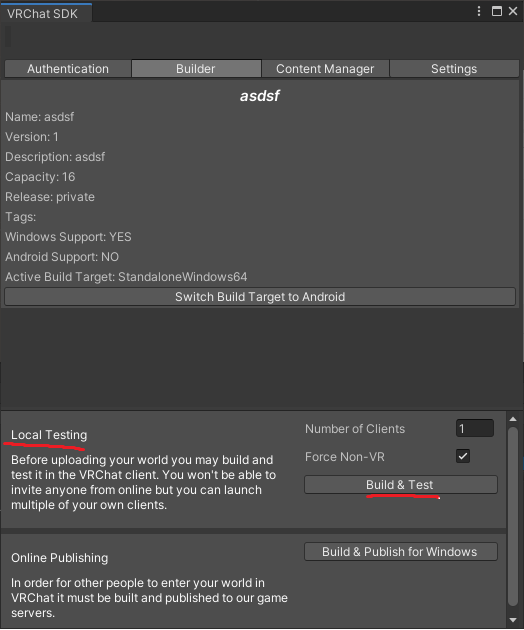 VRChat SDK
Authentication Builder Content Manager Settings
asdsf
Name: asdsf
Version: 1
Description: asdsf
Capacity: 16
Release: private
Tags:
Windows Support: YES
Android Support: NO
Active Build Target: StandaloneWindows64
Switch Build Target to Android
Local Testing
Before uploading your world you may build and
test it in the VRChat client. You won't be able to
invite anyone from online but you can launch
multiple of your own clients.
Number of Clients 1
Force Non-VR
Build & Test
Online Publishing
In order for other people to enter your world in
VRChat it must be built and published to our game
servers.
Build & Publish for Windows